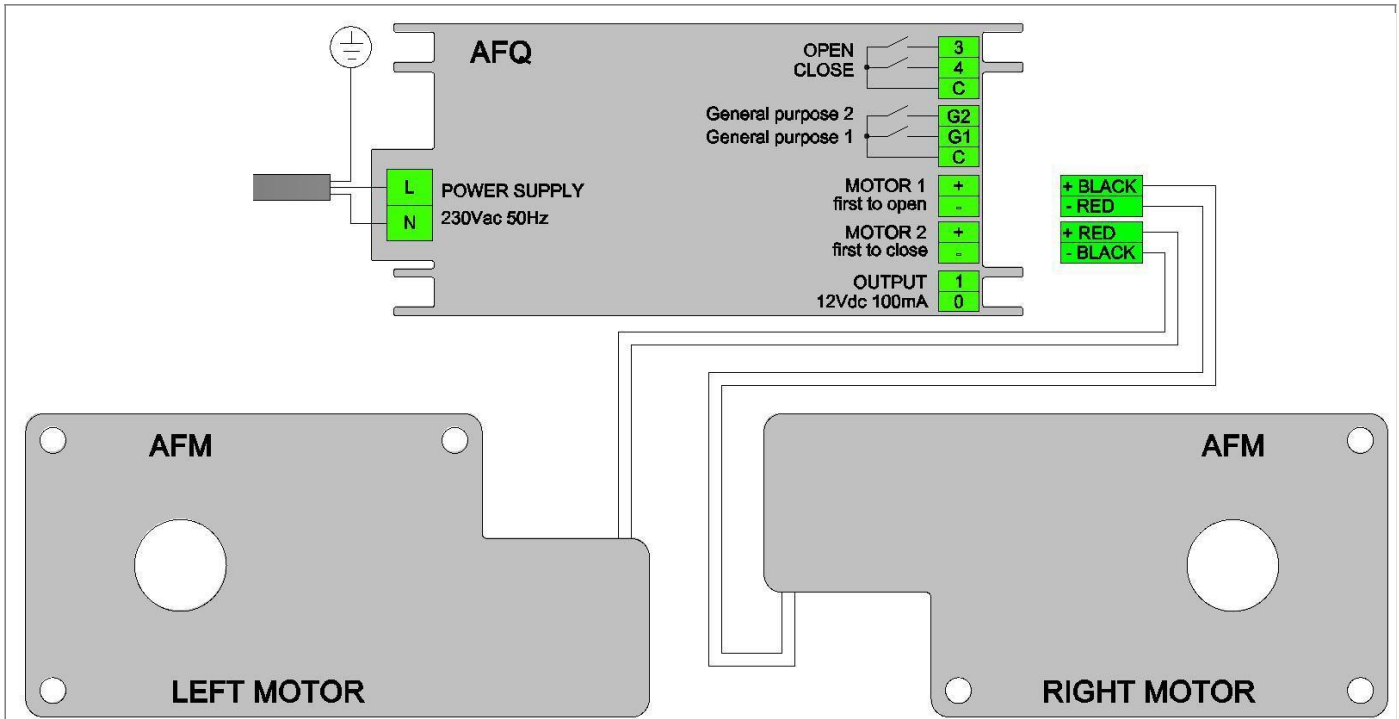 AFQ
OPEN
CLOSE
3
4
C
General purpose 2
General purpose 1
G2
G1
C
L
N
POWER SUPPLY
230Vac 50Hz
MOTOR 1
first to open
+
-
+ BLACK
- RED
MOTOR 2
first to close
+
-
+ RED
- BLACK
OUTPUT
12Vdc 100mA
1
0
AFM
LEFT MOTOR
AFM
RIGHT MOTOR